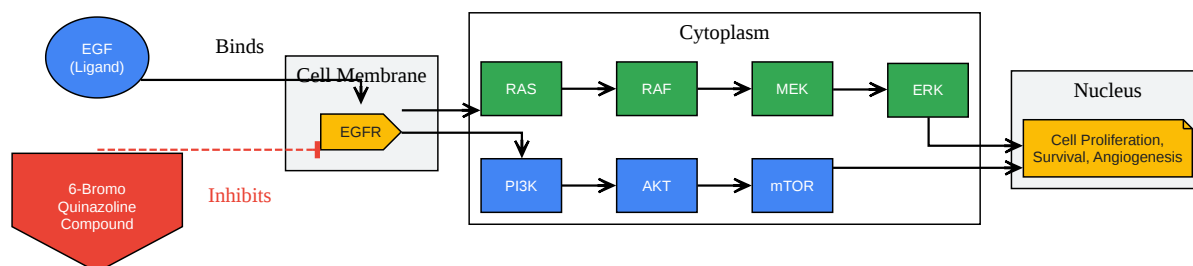 EGF
(Ligand)
Binds
Cell Membrane
EGFR
6-Bromo
Quinazoline
Compound
Inhibits
Cytoplasm
RAS
RAF
MEK
ERK
PI3K
AKT
mTOR
Nucleus
Cell Proliferation,
Survival, Angiogenesis